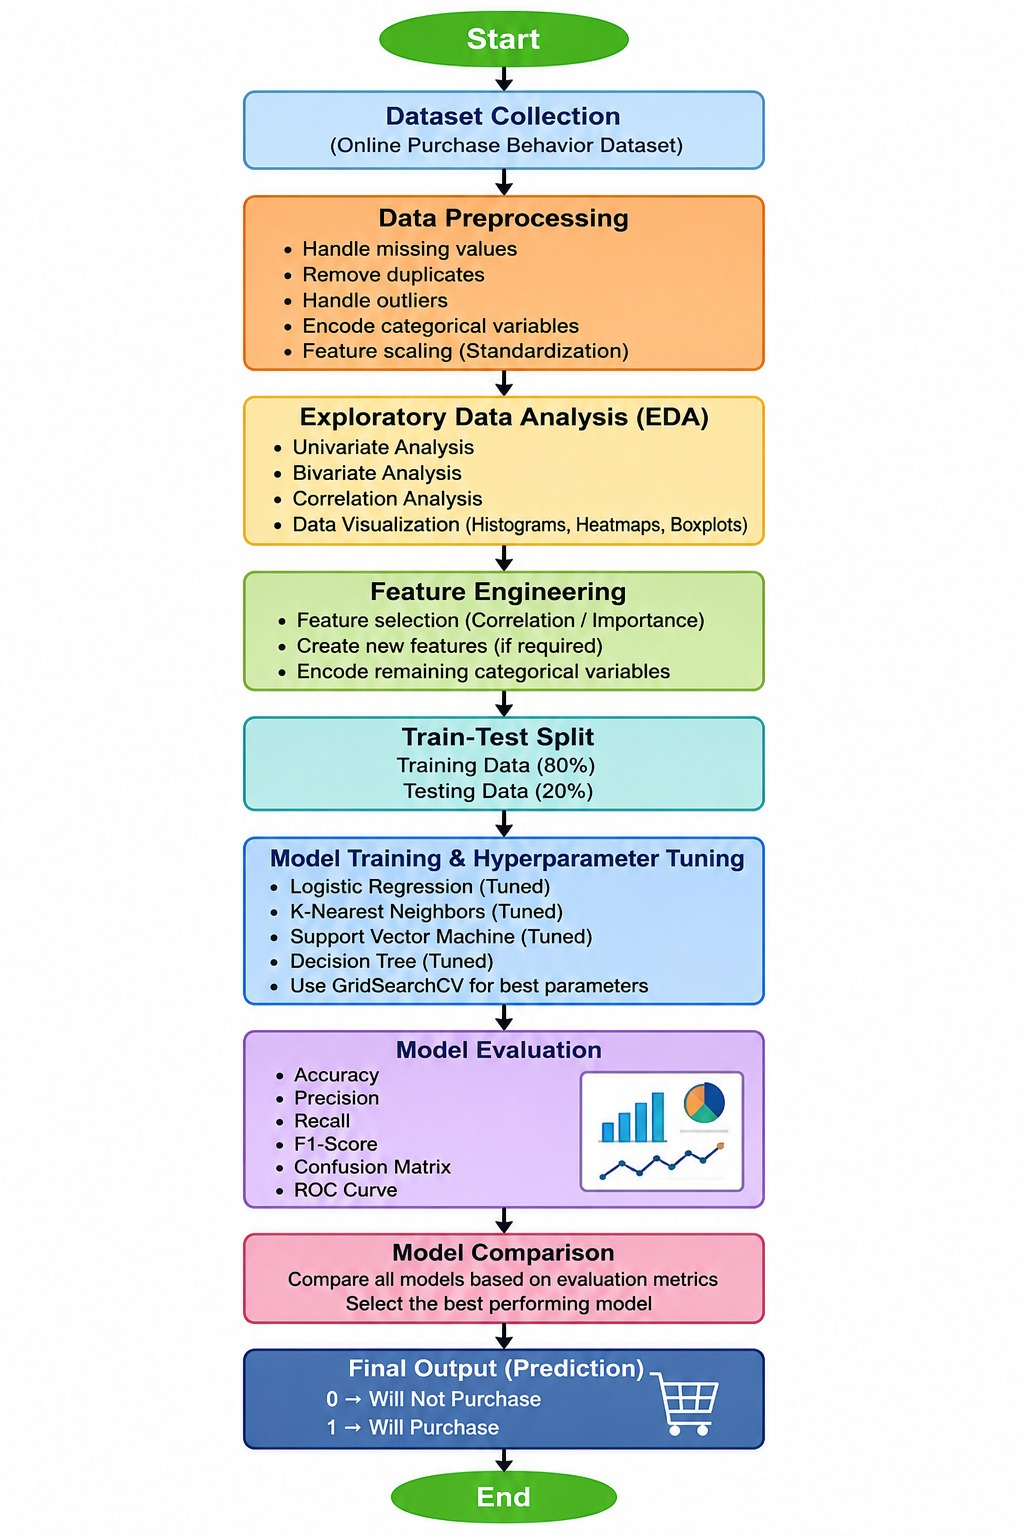 Start
Dataset Collection
(Online Purchase Behavior Dataset)
Data Preprocessing
• Handle missing values
• Remove duplicates
• Handle outliers
• Encode categorical variables
• Feature scaling (Standardization)
Exploratory Data Analysis (EDA)
• Univariate Analysis
• Bivariate Analysis
• Correlation Analysis
• Data Visualization (Histograms, Heatmaps, Boxplots)
Feature Engineering
• Feature selection (Correlation / Importance)
• Create new features (if required)
• Encode remaining categorical variables
Train-Test Split
Training Data (80%)
Testing Data (20%)
Model Training & Hyperparameter Tuning
• Logistic Regression (Tuned)
• K-Nearest Neighbors (Tuned)
• Support Vector Machine (Tuned)
• Decision Tree (Tuned)
• Use GridSearchCV for best parameters
Model Evaluation
• Accuracy
• Precision
• Recall
• F1-Score
• Confusion Matrix
• ROC Curve
Model Comparison
Compare all models based on evaluation metrics
Select the best performing model
Final Output (Prediction)
0 → Will Not Purchase
1 → Will Purchase
End